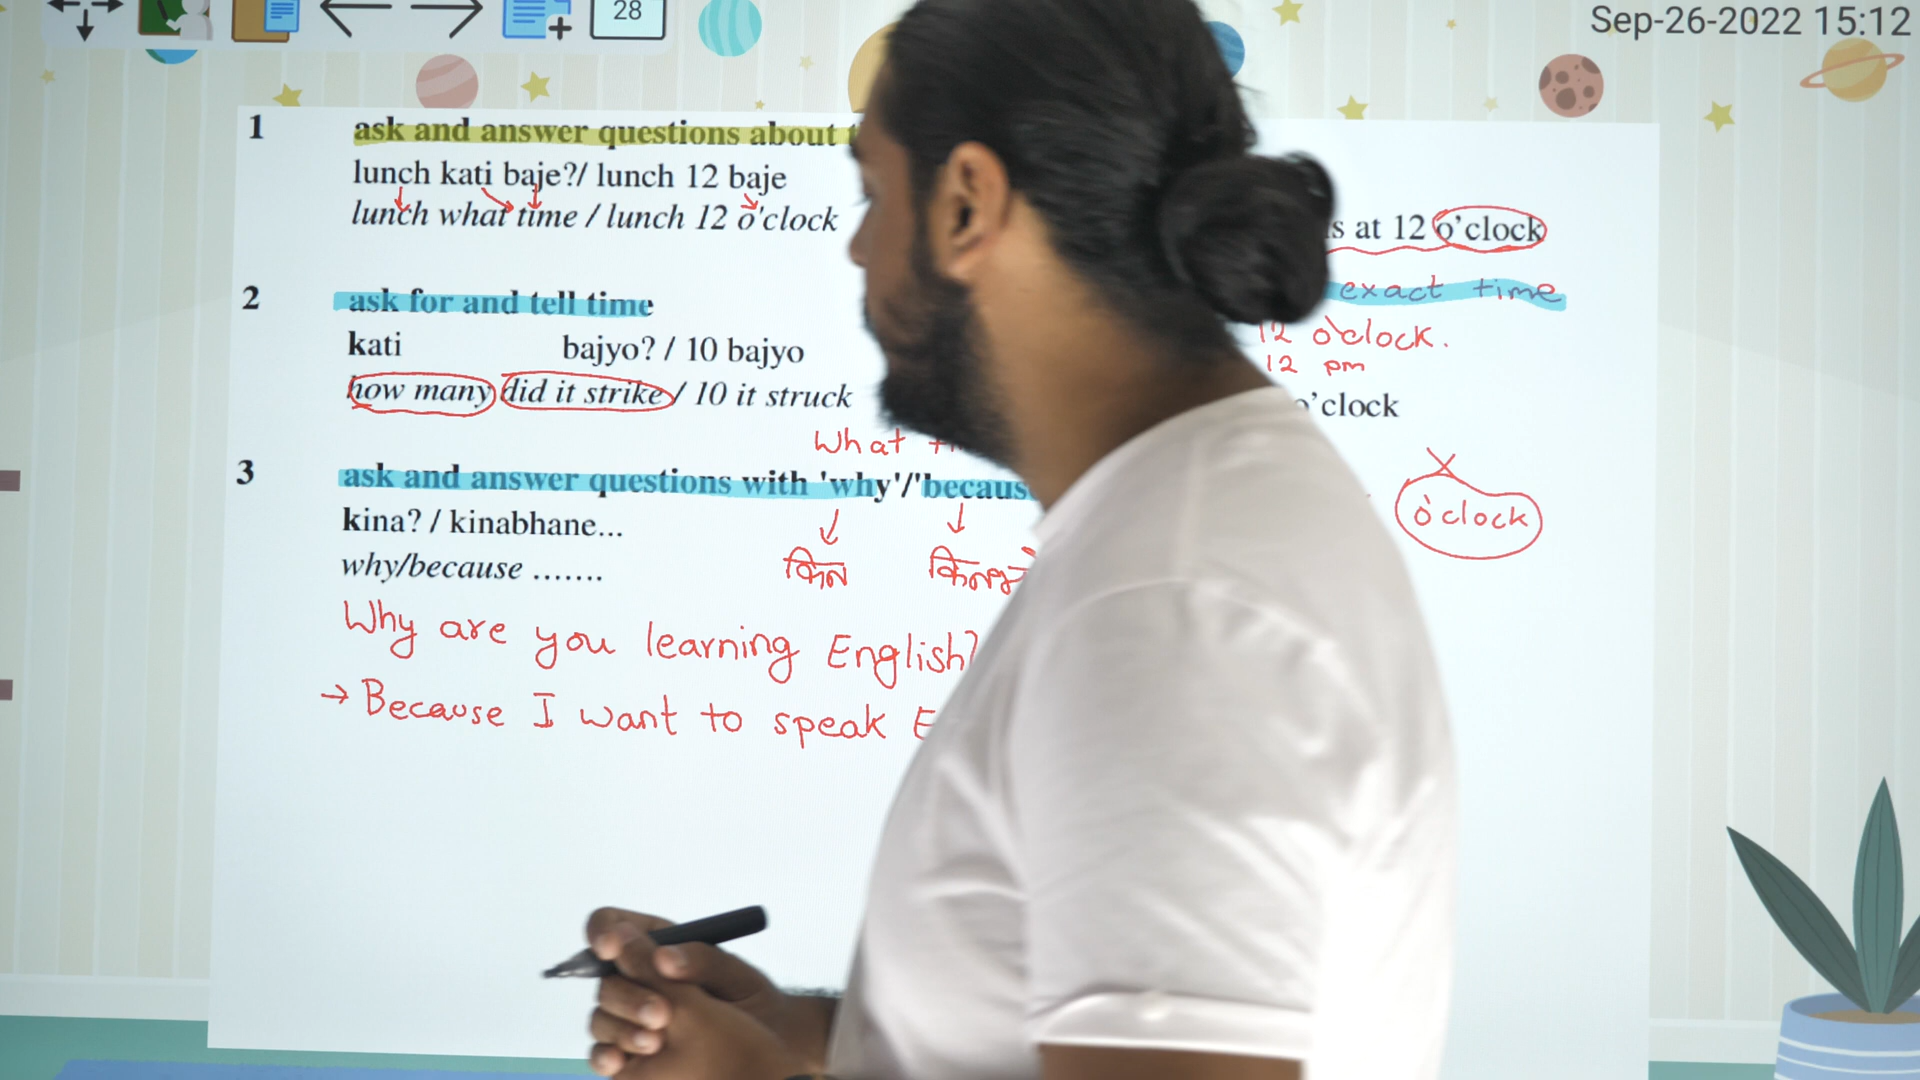 28
Sep-26-2022 15:12
1 ask and answer questions about
lunch kati baje?/ lunch 12 baje
lunch what time / lunch 12 o'clock
s at 12 o'clock
exact time
2 ask for and tell time
12 o'clock.
12 pm
kati bajyo? / 10 bajyo
how many did it strike / 10 it struck
o'clock
What
3 ask and answer questions with 'why'/'because
o'clock
kina? / kinabhane...
why/because .......
किन
Why are you learning English?
→ Because I want to speak E